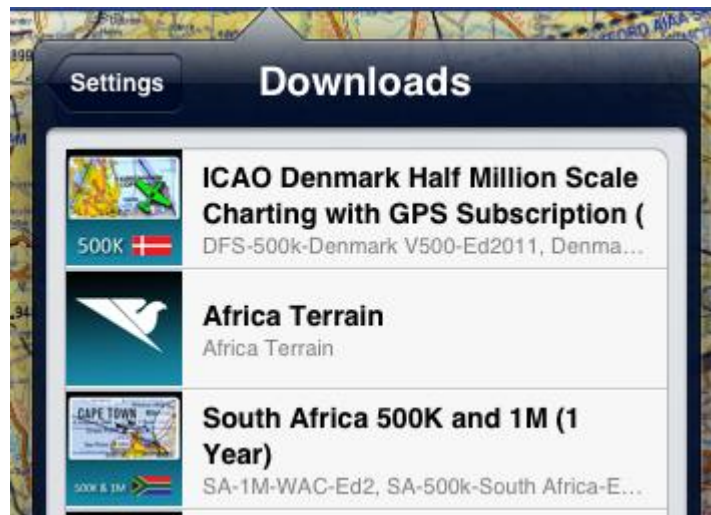 Settings
Downloads
ICAO Denmark Half Million Scale
Charting with GPS Subscription (
500K
DFS-500k-Denmark V500-Ed2011, Denma...
Africa Terrain
Africa Terrain
CAPE TOWN
South Africa 500K and 1M (1
Year)
500K & 1M
SA-1M-WAC-Ed2, SA-500k-South Africa-E...